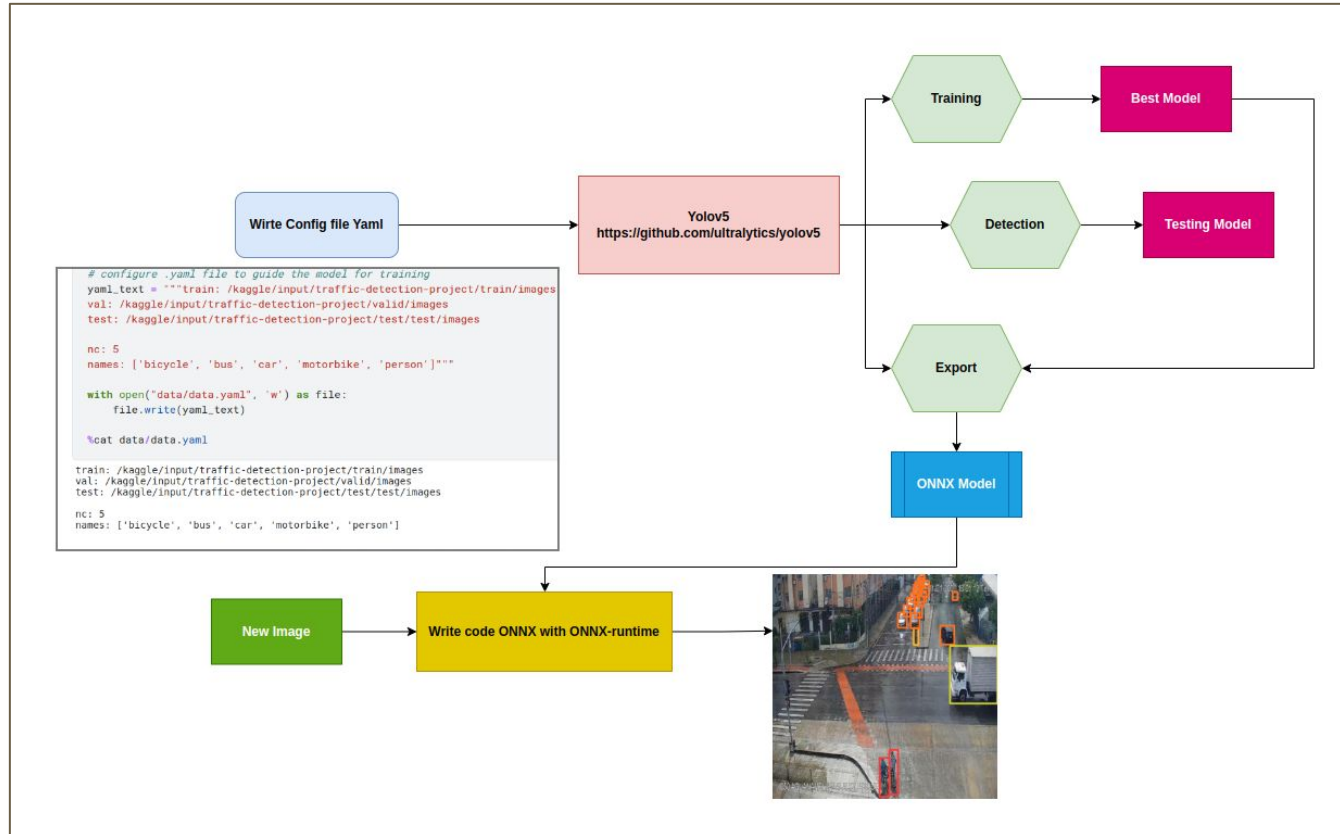 Training
Best Model
Wirte Config file Yaml
Yolov5
https://github.com/ultralytics/yolov5
Detection
Testing Model
# configure .yaml file to guide the model for training
yaml_text = """train: /kaggle/input/traffic-detection-project/train/images
val: /kaggle/input/traffic-detection-project/valid/images
test: /kaggle/input/traffic-detection-project/test/test/images
nc: 5
names: ['bicycle', 'bus', 'car', 'motorbike', 'person']"""
with open("data/data.yaml", 'w') as file:
    file.write(yaml_text)
%cat data/data.yaml
train: /kaggle/input/traffic-detection-project/train/images
val: /kaggle/input/traffic-detection-project/valid/images
test: /kaggle/input/traffic-detection-project/test/test/images
nc: 5
names: ['bicycle', 'bus', 'car', 'motorbike', 'person']
Export
ONNX Model
New Image
Write code ONNX with ONNX-runtime